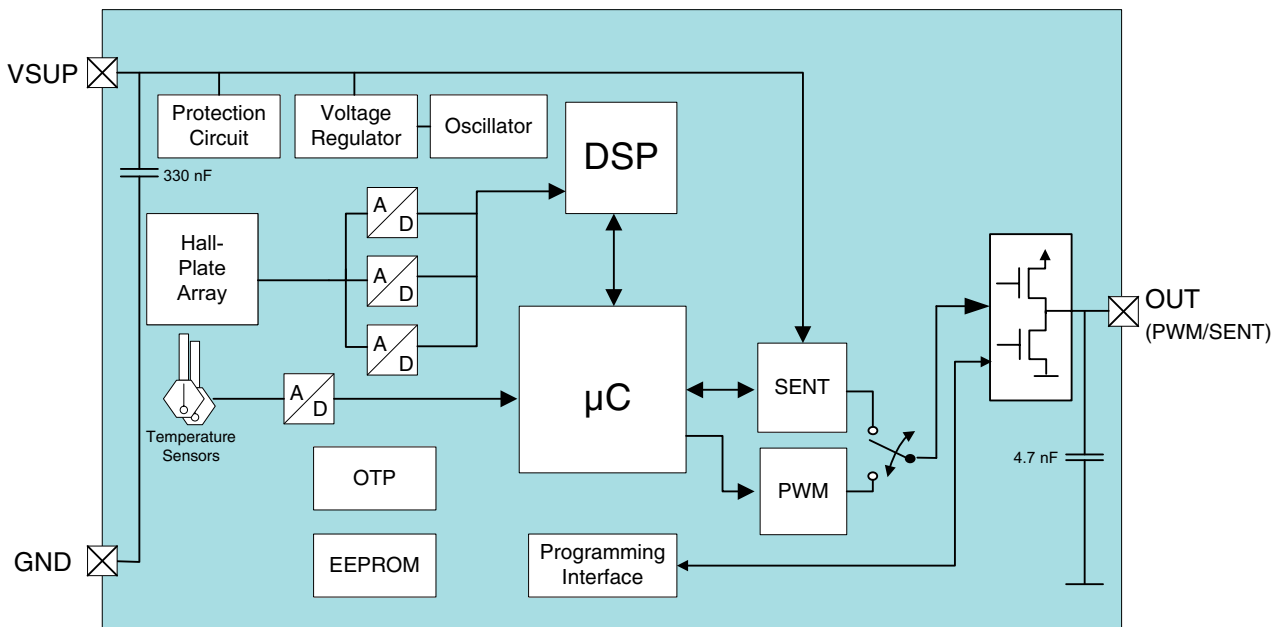 VSUP
Protection
Circuit
Voltage
Regulator
Oscillator
DSP
330 nF
A
D
Hall-
Plate
Array
A
D
A
D
OUT
(PWM/SENT)
A
D
µC
SENT
Temperature
Sensors
OTP
PWM
4.7 nF
GND
EEPROM
Programming
Interface